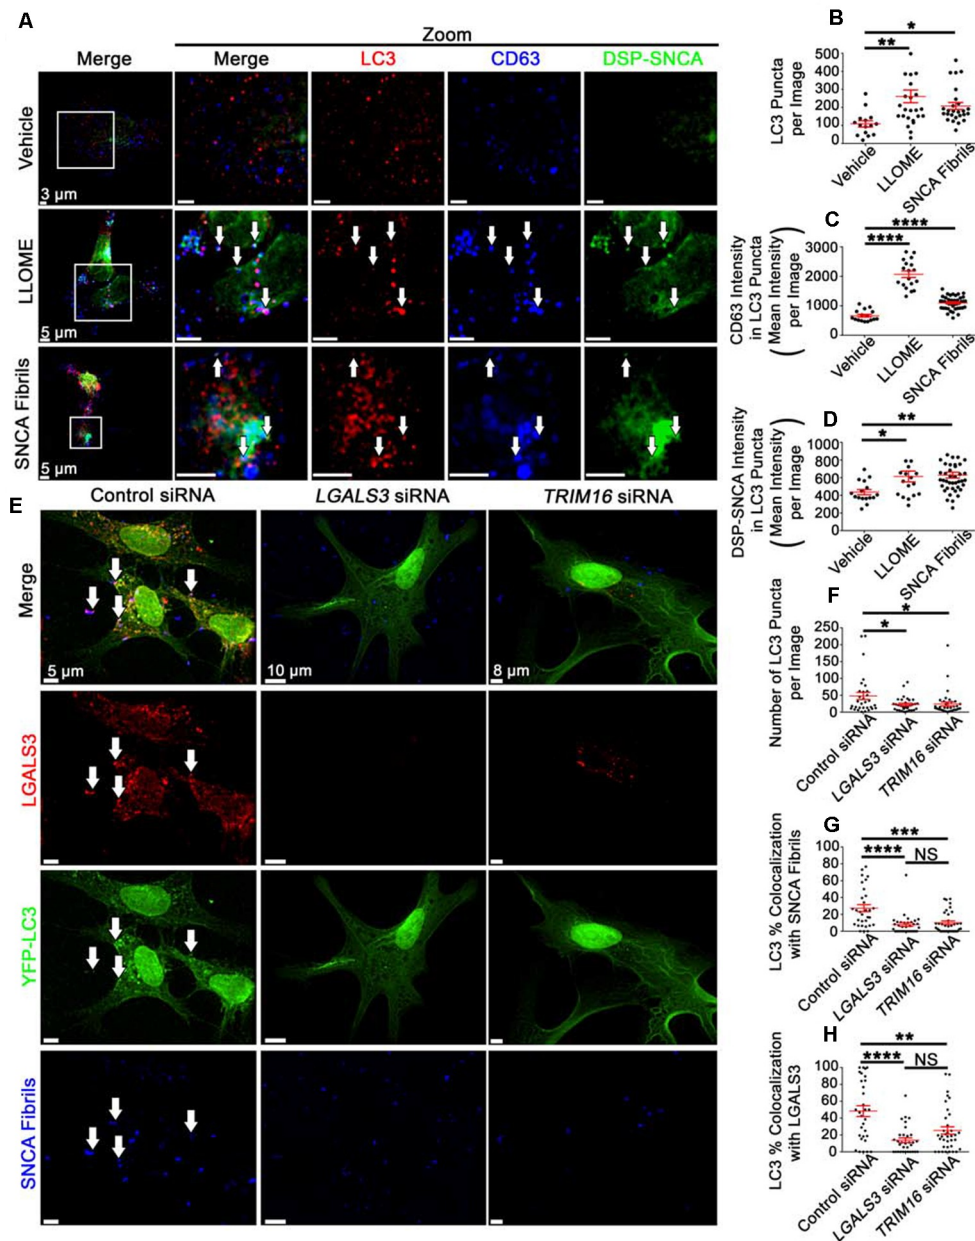 A
Zoom
Merge
Merge
LC3
CD63
DSP-SNCA
Vehicle
3 µm
LLOME
5 µm
SNCA Fibrils
5 µm
B
LC3 Puncta
per Image
500
400
300
200
100
0
*
**
Vehicle
LLOME
SNCA Fibrils
C
CD63 Intensity
in LC3 Puncta
(Mean Intensity)
per Image
3000
2000
1000
0
****
****
Vehicle
LLOME
SNCA Fibrils
D
DSP-SNCA Intensity
in LC3 Puncta
(Mean Intensity)
per Image
1000
800
600
400
200
0
**
*
Vehicle
LLOME
SNCA Fibrils
E
Control siRNA
LGALS3 siRNA
TRIM16 siRNA
Merge
5 µm
10 µm
8 µm
LGALS3
YFP-LC3
SNCA Fibrils
F
Number of LC3 Puncta
per Image
250
200
150
100
50
0
*
*
Control siRNA
LGALS3 siRNA
TRIM16 siRNA
G
LC3 % Colocalization
with SNCA Fibrils
100
80
60
40
20
0
***
****
NS
Control siRNA
LGALS3 siRNA
TRIM16 siRNA
H
LC3 % Colocalization
with LGALS3
100
80
60
40
20
0
**
****
NS
Control siRNA
LGALS3 siRNA
TRIM16 siRNA